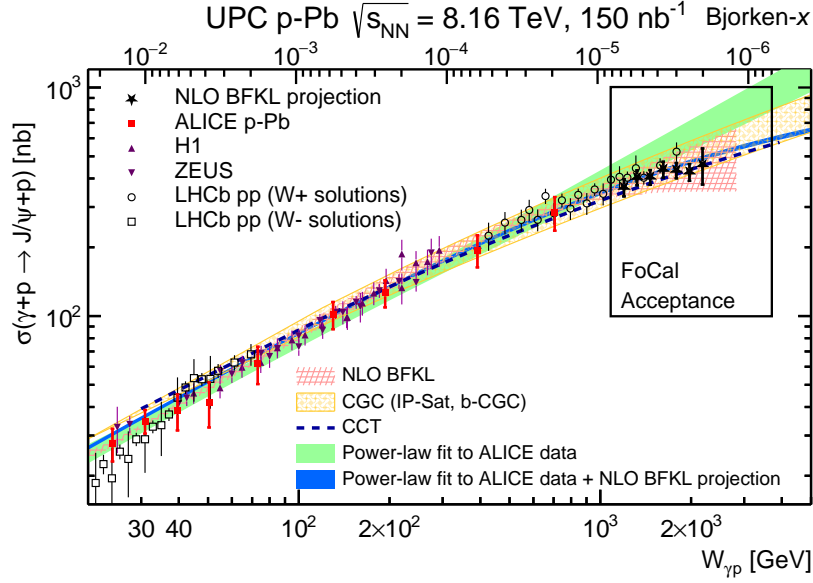 UPC p-Pb √s_NN = 8.16 TeV, 150 nb⁻¹ Bjorken-x
10⁻² 10⁻³ 10⁻⁴ 10⁻⁵ 10⁻⁶
σ(γ+p → J/ψ+p) [nb]
10³
10²
NLO BFKL projection
ALICE p-Pb
H1
ZEUS
LHCb pp (W+ solutions)
LHCb pp (W- solutions)
FoCal
Acceptance
NLO BFKL
CGC (IP-Sat, b-CGC)
CCT
Power-law fit to ALICE data
Power-law fit to ALICE data + NLO BFKL projection
30 40 10² 2×10² 10³ 2×10³
W_γp [GeV]